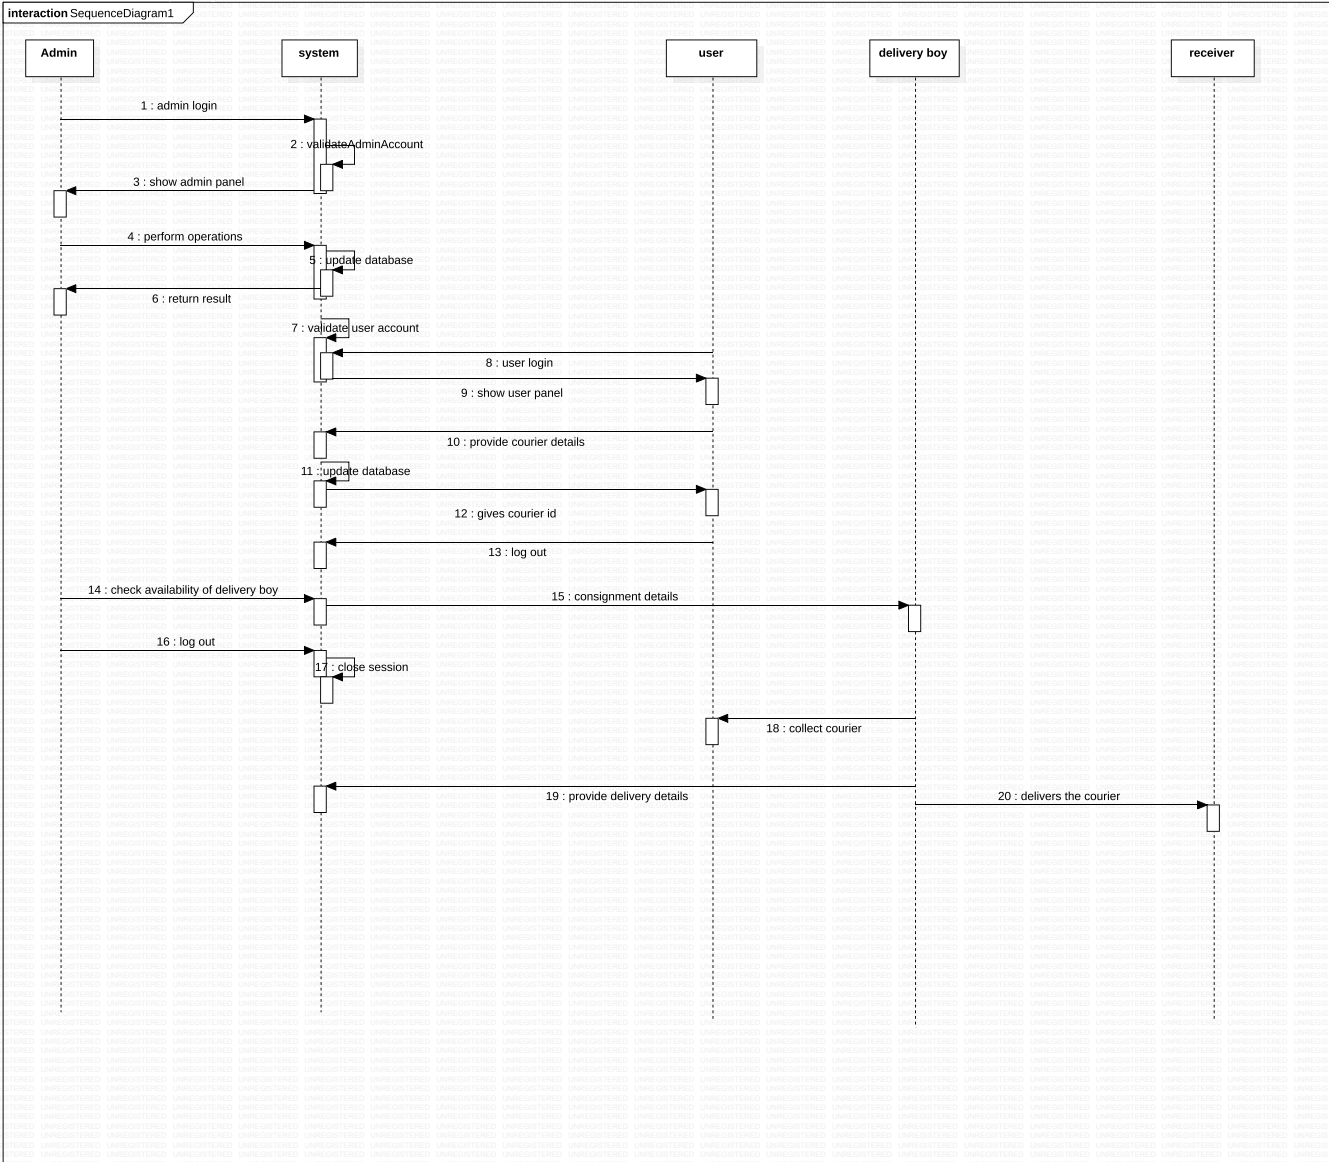 interaction SequenceDiagram1
Admin
system
user
delivery boy
receiver
1 : admin login
2 : validateAdminAccount
3 : show admin panel
4 : perform operations
5 : update database
6 : return result
7 : validate user account
8 : user login
9 : show user panel
10 : provide courier details
11 : update database
12 : gives courier id
13 : log out
14 : check availability of delivery boy
15 : consignment details
16 : log out
17 : close session
18 : collect courier
19 : provide delivery details
20 : delivers the courier
UNREGISTERED